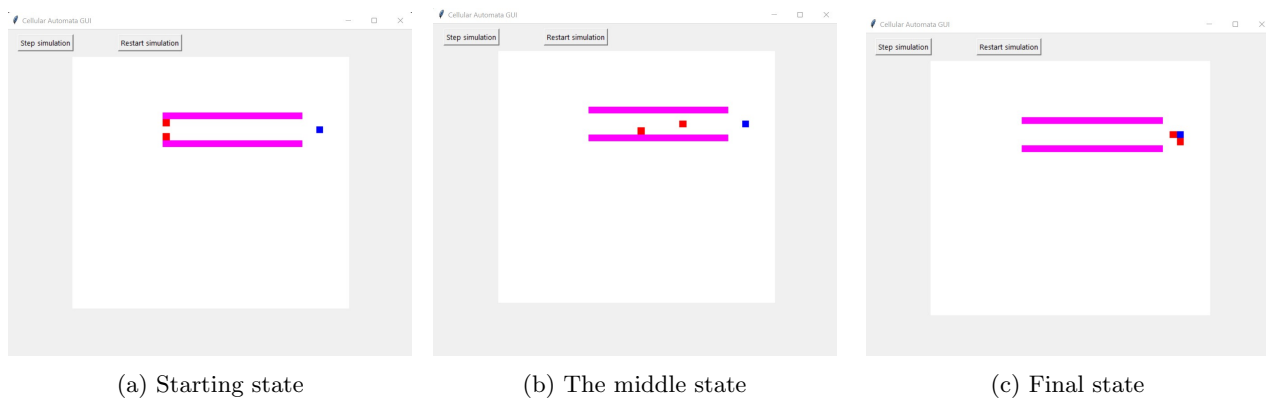 Cellular Automata GUI
Step simulation Restart simulation
Cellular Automata GUI
Step simulation Restart simulation
Cellular Automata GUI
Step simulation Restart simulation
(a) Starting state
(b) The middle state
(c) Final state